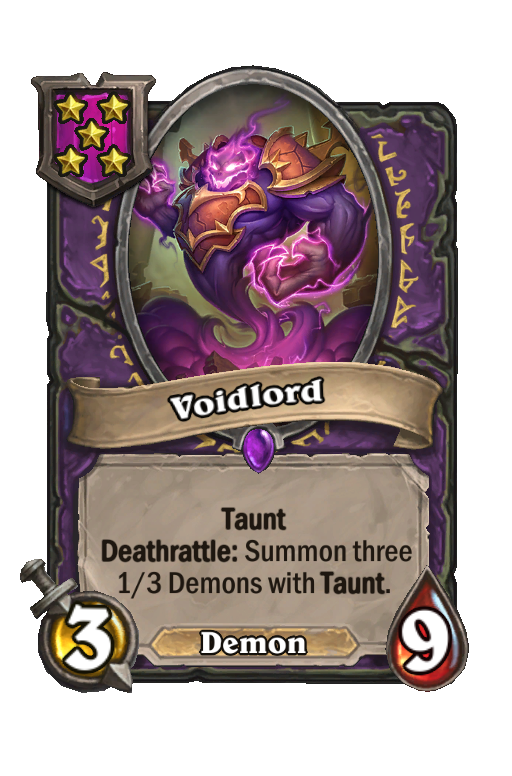 Voidlord
Taunt
Deathrattle: Summon three
1/3 Demons with Taunt.
3
Demon
9